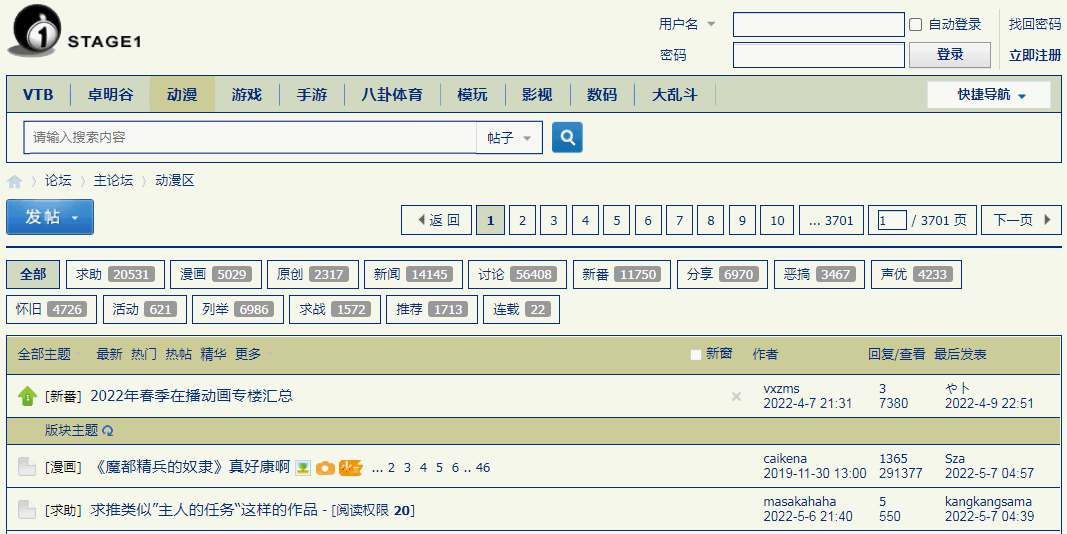 用户名 自动登录 找回密码
STAGE1
密码 登录 立即注册
VTB 卓明谷 动漫 游戏 手游 八卦体育 模玩 影视 数码 大乱斗 快捷导航
请输入搜索内容 帖子
论坛 主论坛 动漫区
发帖 返 回 1 2 3 4 5 6 7 8 9 10 ... 3701 1 / 3701 页 下一页
全部 求助 20531 漫画 5029 原创 2317 新闻 14145 讨论 56408 新番 11750 分享 6970 恶搞 3467 声优 4233
怀旧 4726 活动 621 列举 6986 求战 1572 推荐 1713 连载 22
全部主题 最新 热门 热帖 精华 更多 新窗 作者 回复/查看 最后发表
[新番] 2022年春季在播动画专楼汇总 vxzms 3 や卜
2022-4-7 21:31 7380 2022-4-9 22:51
版块主题
[漫画] 《魔都精兵的奴隶》真好康啊 ... 2 3 4 5 6 .. 46 caikena 1365 Sza
2019-11-30 13:00 291377 2022-5-7 04:57
[求助] 求推类似”主人的任务“这样的作品 - [阅读权限 20] masakahaha 5 kangkangsama
2022-5-6 21:40 550 2022-5-7 04:39